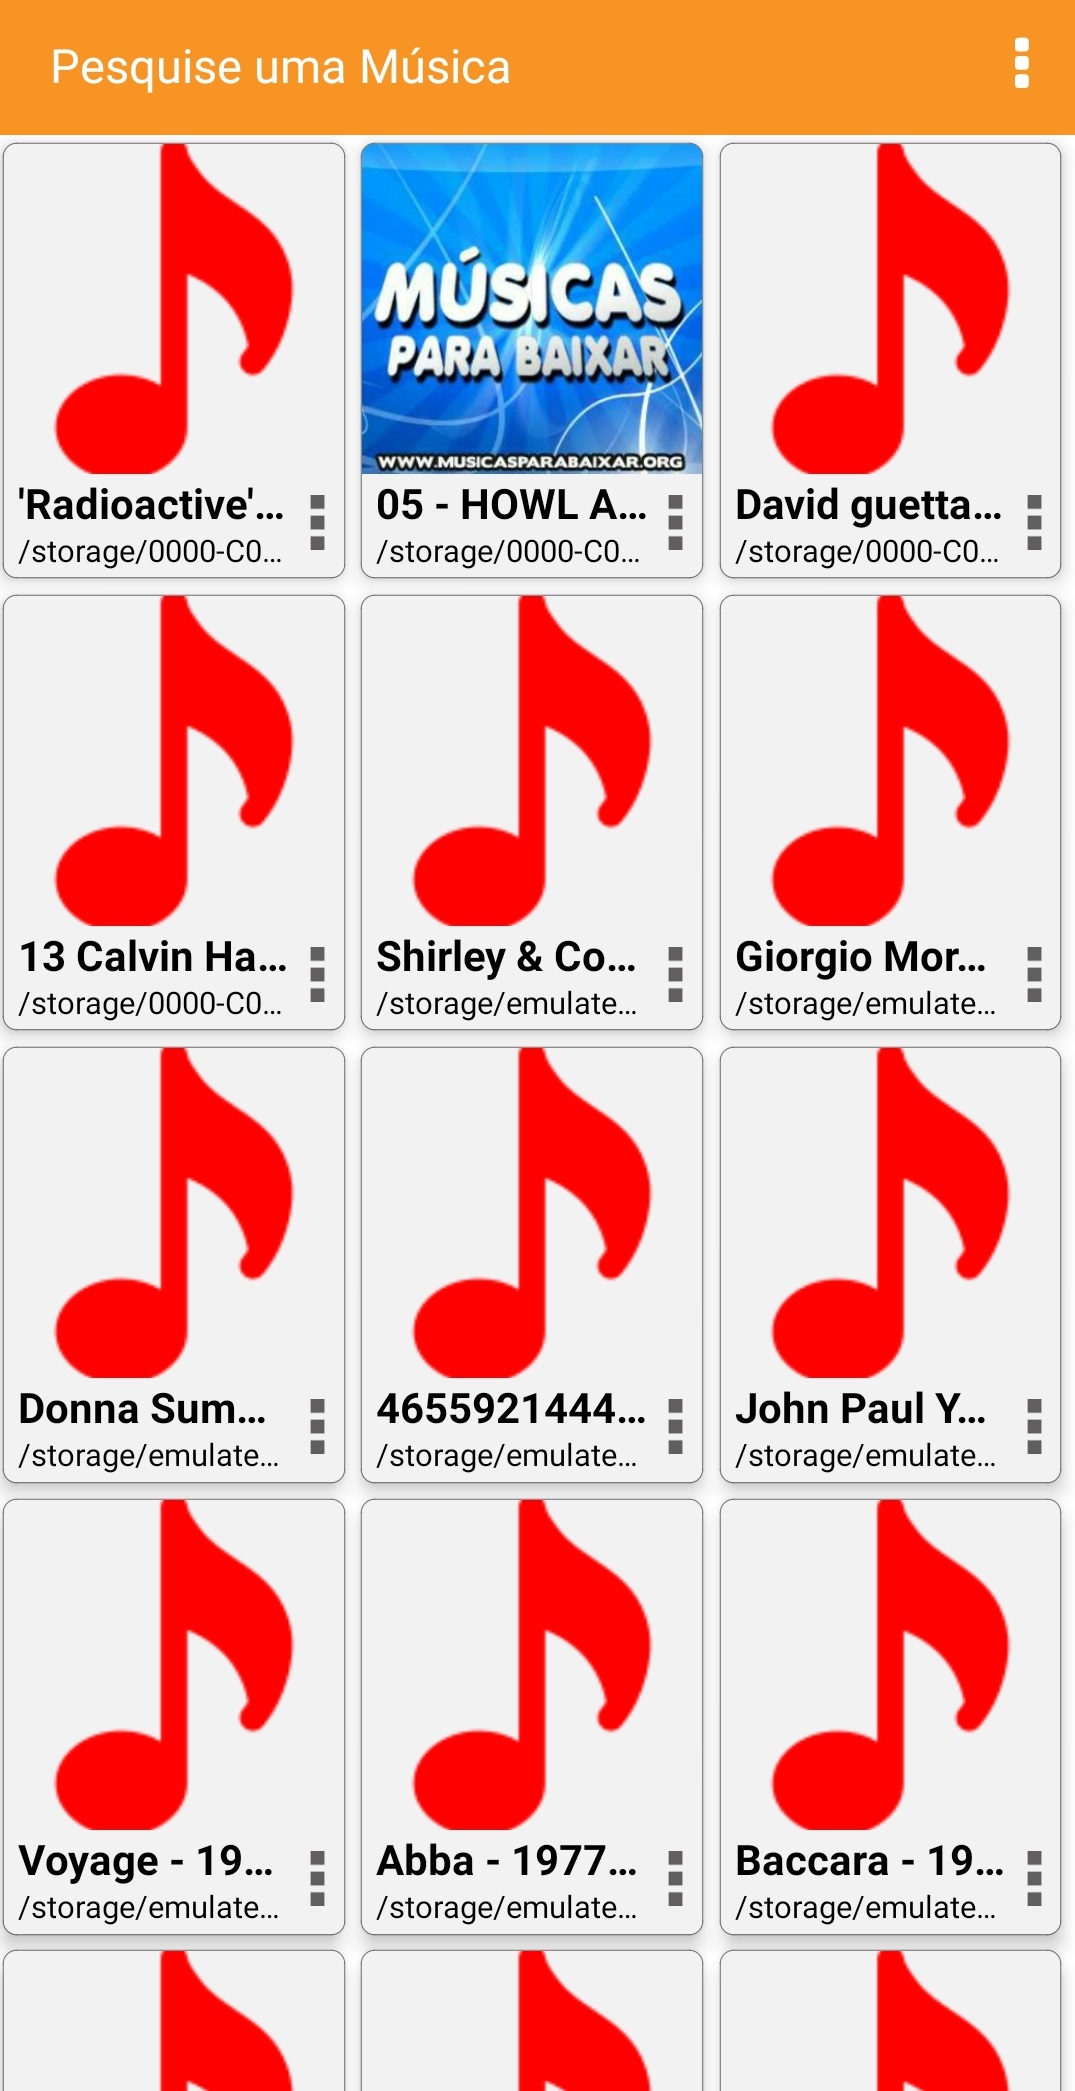 Pesquise uma Música
MÚSICAS
PARA BAIXAR
WWW.MUSICASPARABAIXAR.ORG
'Radioactive'...
/storage/0000-C0...
05 - HOWL A...
/storage/0000-C0...
David guetta...
/storage/0000-C0...
13 Calvin Ha...
/storage/0000-C0...
Shirley & Co...
/storage/emulate...
Giorgio Mor...
/storage/emulate...
Donna Sum...
/storage/emulate...
4655921444...
/storage/emulate...
John Paul Y...
/storage/emulate...
Voyage - 19...
/storage/emulate...
Abba - 1977...
/storage/emulate...
Baccara - 19...
/storage/emulate...